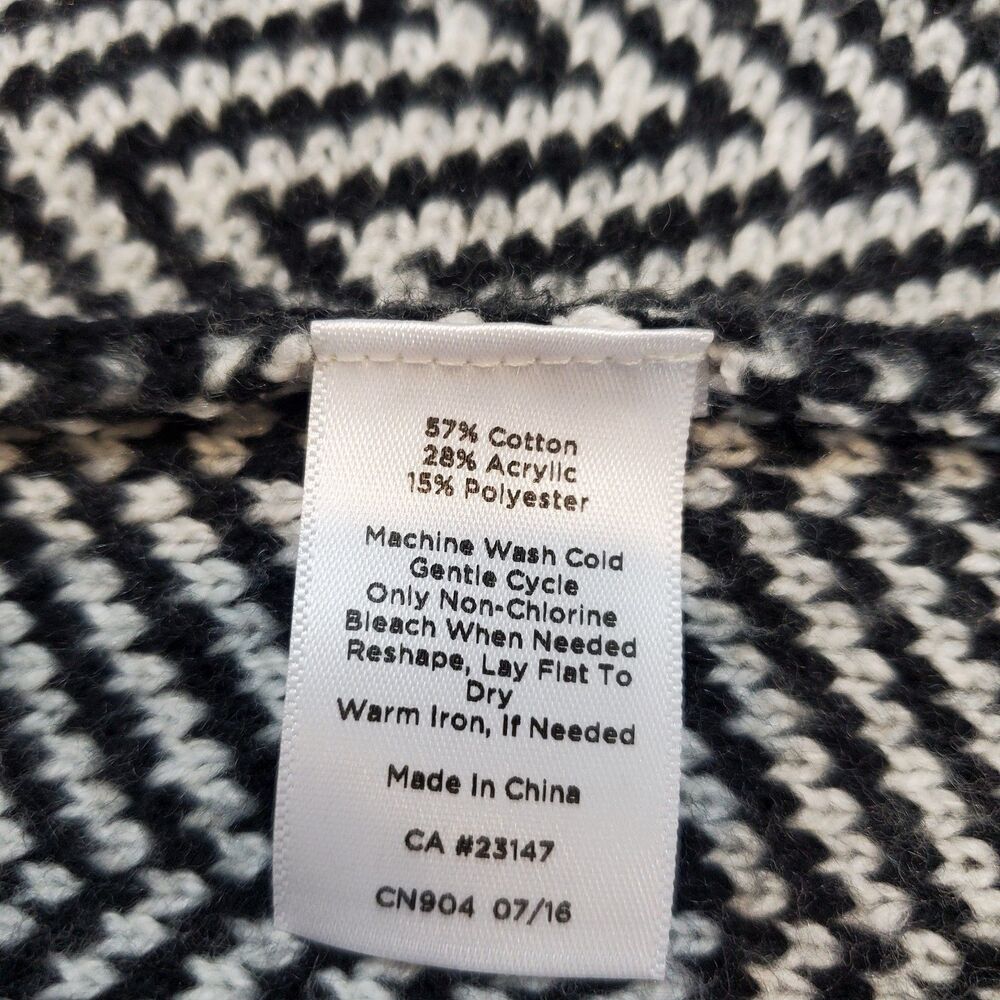 57% Cotton
28% Acrylic
15% Polyester
Machine Wash Cold
Gentle Cycle
Only Non-Chlorine
Bleach When Needed
Reshape, Lay Flat To
Dry
Warm Iron, If Needed
Made In China
CA #23147
CN904 07/16